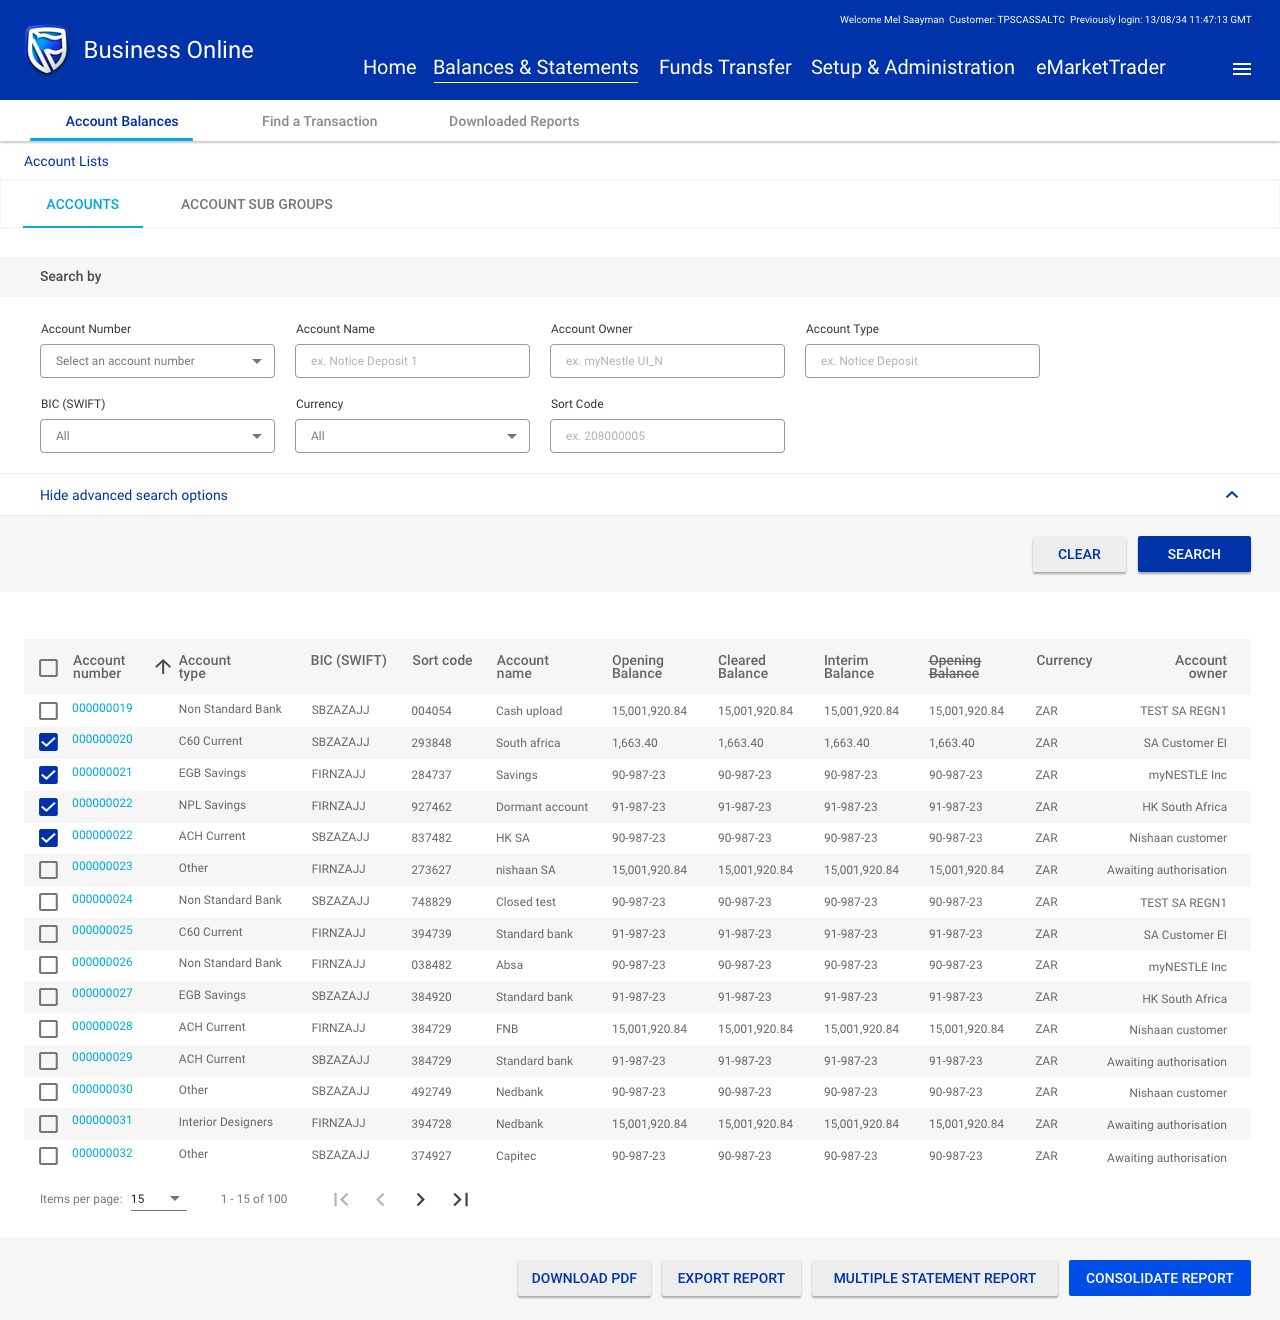 Welcome Mel Saayman  Customer: TPSCASSALTC  Previously login: 13/08/34 11:47:13 GMT
Business Online
Home  Balances & Statements  Funds Transfer  Setup & Administration  eMarketTrader
Account Balances  Find a Transaction  Downloaded Reports
Account Lists
ACCOUNTS  ACCOUNT SUB GROUPS
Search by
Account Number  Account Name  Account Owner  Account Type
Select an account number  ex. Notice Deposit 1  ex. myNestle UI_N  ex. Notice Deposit
BIC (SWIFT)  Currency  Sort Code
All  All  ex. 208000005
Hide advanced search options
CLEAR  SEARCH
Account number  Account type  BIC (SWIFT)  Sort code  Account name  Opening Balance  Cleared Balance  Interim Balance  Opening Balance  Currency  Account owner
000000019  Non Standard Bank  SBZAZAJJ  004054  Cash upload  15,001,920.84  15,001,920.84  15,001,920.84  15,001,920.84  ZAR  TEST SA REGN1
000000020  C60 Current  SBZAZAJJ  293848  South africa  1,663.40  1,663.40  1,663.40  1,663.40  ZAR  SA Customer EI
000000021  EGB Savings  FIRNZAJJ  284737  Savings  90-987-23  90-987-23  90-987-23  90-987-23  ZAR  myNESTLE Inc
000000022  NPL Savings  FIRNZAJJ  927462  Dormant account  91-987-23  91-987-23  91-987-23  91-987-23  ZAR  HK South Africa
000000022  ACH Current  SBZAZAJJ  837482  HK SA  90-987-23  90-987-23  90-987-23  90-987-23  ZAR  Nishaan customer
000000023  Other  FIRNZAJJ  273627  nishaan SA  15,001,920.84  15,001,920.84  15,001,920.84  15,001,920.84  ZAR  Awaiting authorisation
000000024  Non Standard Bank  SBZAZAJJ  748829  Closed test  90-987-23  90-987-23  90-987-23  90-987-23  ZAR  TEST SA REGN1
000000025  C60 Current  FIRNZAJJ  394739  Standard bank  91-987-23  91-987-23  91-987-23  91-987-23  ZAR  SA Customer EI
000000026  Non Standard Bank  FIRNZAJJ  038482  Absa  90-987-23  90-987-23  90-987-23  90-987-23  ZAR  myNESTLE Inc
000000027  EGB Savings  SBZAZAJJ  384920  Standard bank  91-987-23  91-987-23  91-987-23  91-987-23  ZAR  HK South Africa
000000028  ACH Current  FIRNZAJJ  384729  FNB  15,001,920.84  15,001,920.84  15,001,920.84  15,001,920.84  ZAR  Nishaan customer
000000029  ACH Current  SBZAZAJJ  384729  Standard bank  91-987-23  91-987-23  91-987-23  91-987-23  ZAR  Awaiting authorisation
000000030  Other  SBZAZAJJ  492749  Nedbank  90-987-23  90-987-23  90-987-23  90-987-23  ZAR  Nishaan customer
000000031  Interior Designers  FIRNZAJJ  394728  Nedbank  15,001,920.84  15,001,920.84  15,001,920.84  15,001,920.84  ZAR  Awaiting authorisation
000000032  Other  SBZAZAJJ  374927  Capitec  90-987-23  90-987-23  90-987-23  90-987-23  ZAR  Awaiting authorisation
Items per page:  15  1 - 15 of 100
DOWNLOAD PDF  EXPORT REPORT  MULTIPLE STATEMENT REPORT  CONSOLIDATE REPORT